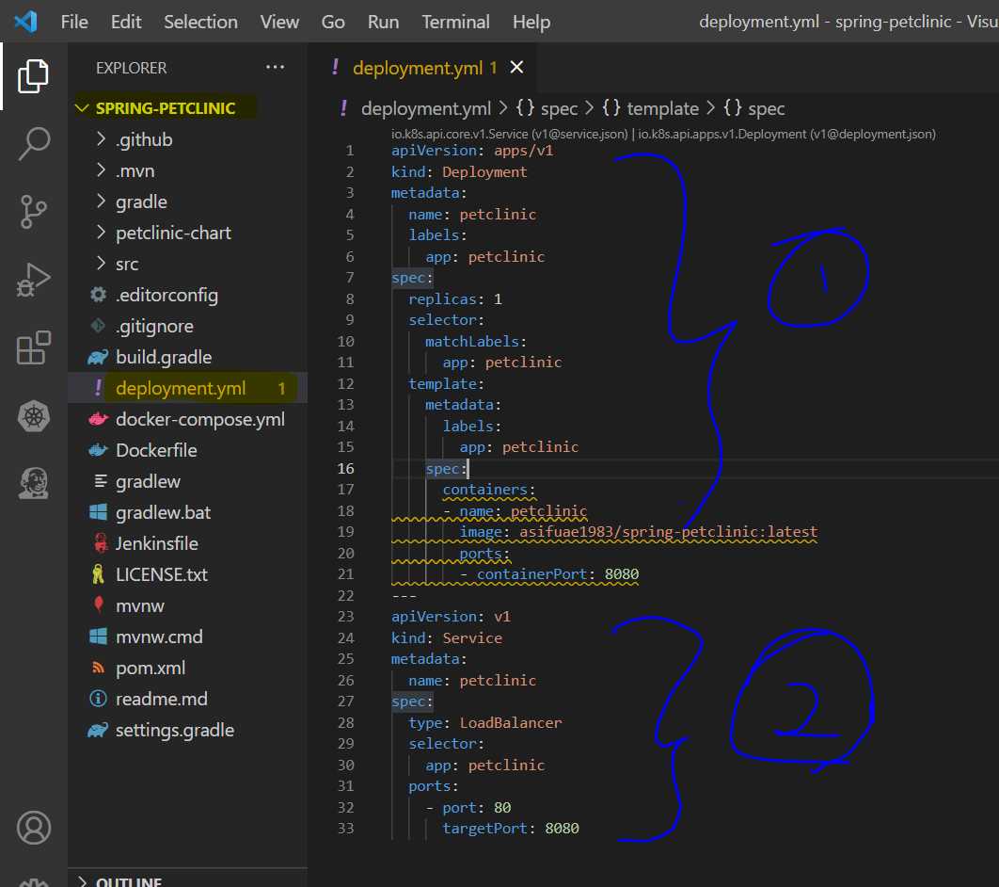 File Edit Selection View Go Run Terminal Help deployment.yml - spring-petclinic - Visu
EXPLORER ...
SPRING-PETCLINIC
.github
.mvn
gradle
petclinic-chart
src
.editorconfig
.gitignore
build.gradle
deployment.yml 1
docker-compose.yml
Dockerfile
gradlew
gradlew.bat
Jenkinsfile
LICENSE.txt
mvnw
mvnw.cmd
pom.xml
readme.md
settings.gradle
OUTLINE
! deployment.yml 1 ×
! deployment.yml > {} spec > {} template > {} spec
io.k8s.api.core.v1.Service (v1@service.json) | io.k8s.api.apps.v1.Deployment (v1@deployment.json)
1 apiVersion: apps/v1
2 kind: Deployment
3 metadata:
4   name: petclinic
5   labels:
6     app: petclinic
7 spec:
8   replicas: 1
9   selector:
10     matchLabels:
11       app: petclinic
12   template:
13     metadata:
14       labels:
15         app: petclinic
16     spec:
17       containers:
18       - name: petclinic
19         image: asifuae1983/spring-petclinic:latest
20         ports:
21         - containerPort: 8080
22 ---
23 apiVersion: v1
24 kind: Service
25 metadata:
26   name: petclinic
27 spec:
28   type: LoadBalancer
29   selector:
30     app: petclinic
31   ports:
32     - port: 80
33       targetPort: 8080
1
2